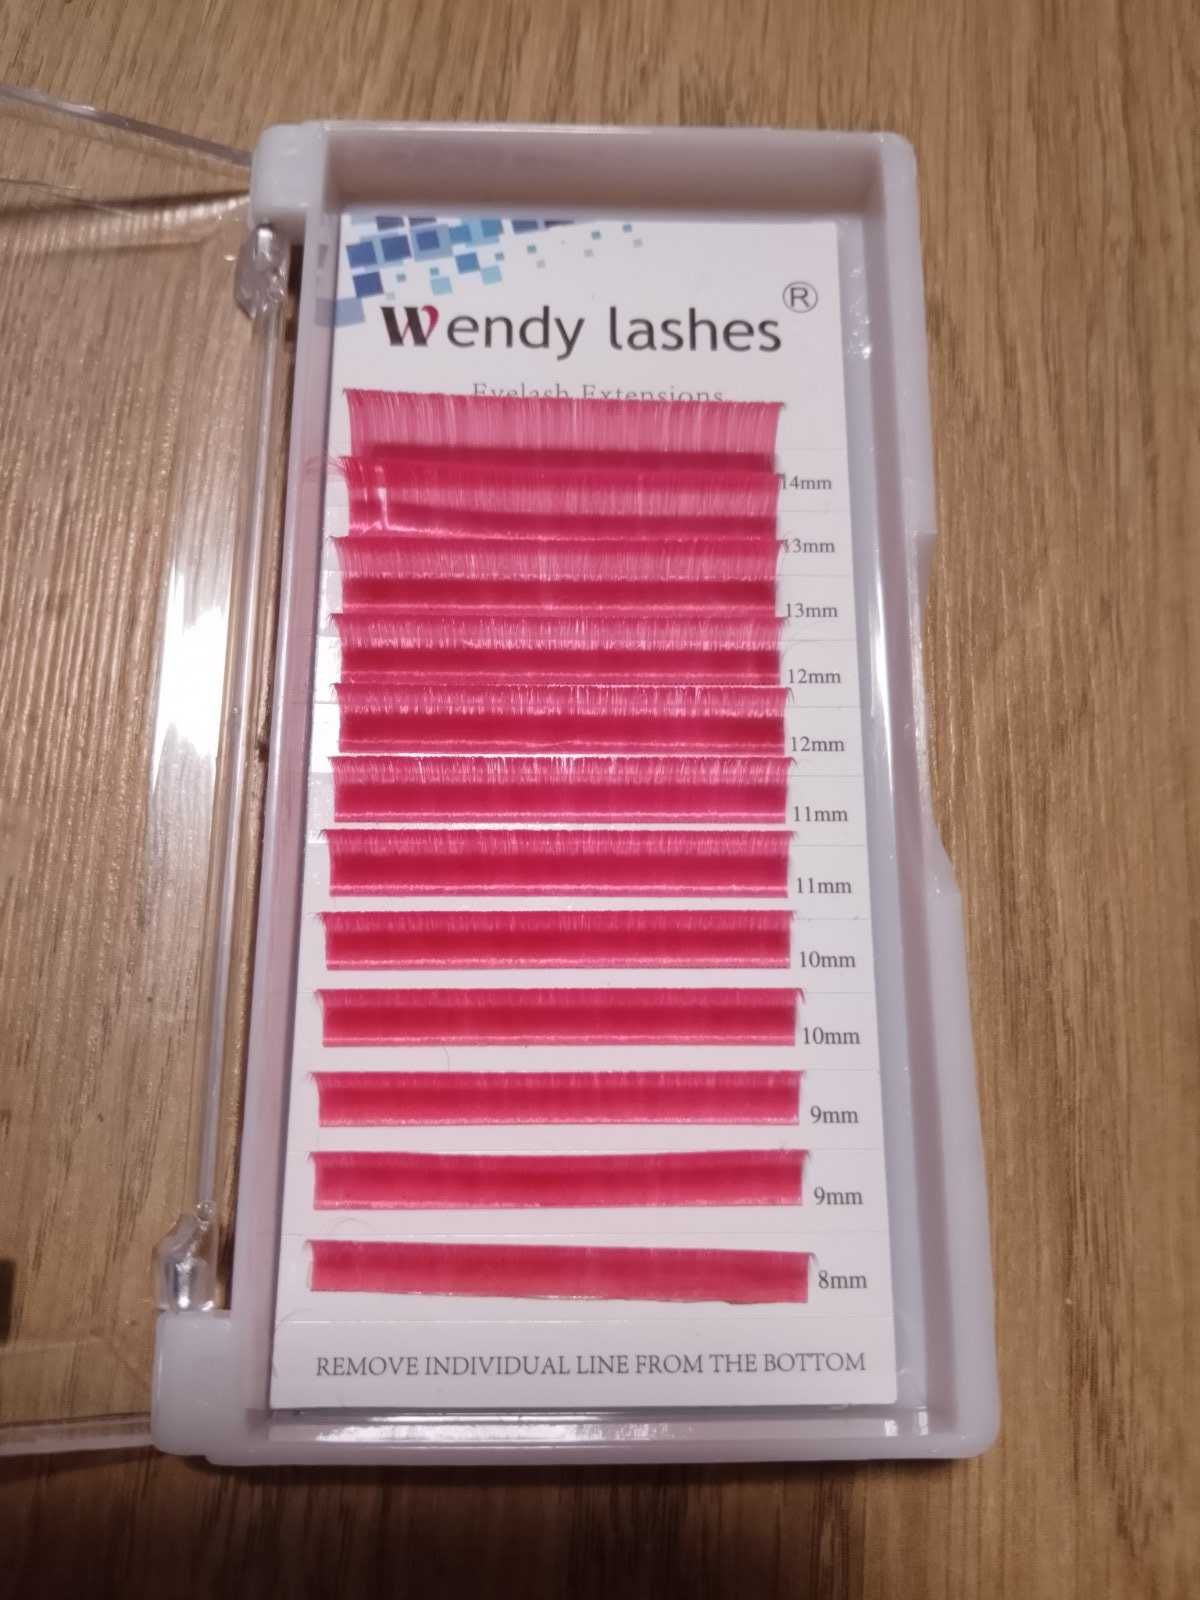 Wendy lashes ®
Eyelash Extensions
14mm
13mm
13mm
12mm
12mm
11mm
11mm
10mm
10mm
9mm
9mm
8mm
REMOVE INDIVIDUAL LINE FROM THE BOTTOM